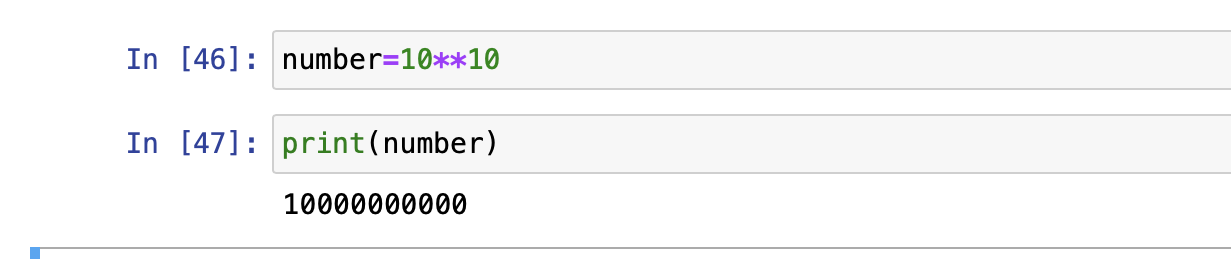 In [46]: number=10**10
In [47]: print(number)
10000000000